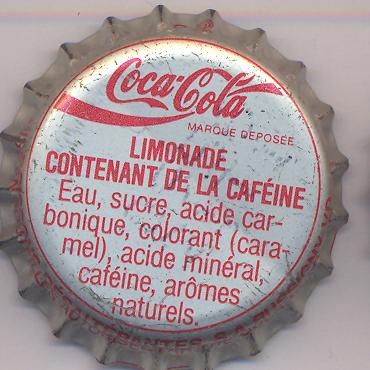 Coca-Cola
MARQUE DEPOSÉE
LIMONADE
CONTENANT DE LA CAFÉINE
Eau, sucre, acide car-
bonique, colorant (cara-
mel), acide minéral,
caféine, arômes
naturels.